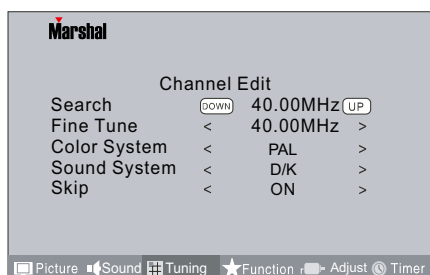 Marshal
Channel Edit
Search DOWN 40.00MHz UP
Fine Tune < 40.00MHz >
Color System < PAL >
Sound System < D/K >
Skip < ON >
Picture Sound Tuning Function Adjust Timer